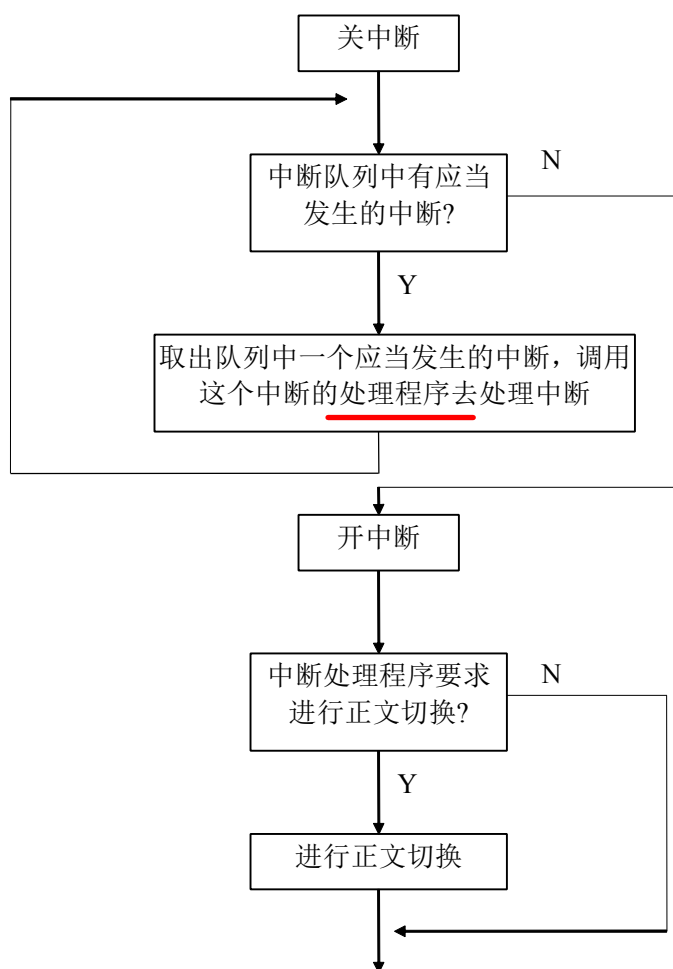 关中断
中断队列中有应当
发生的中断?
N
Y
取出队列中一个应当发生的中断，调用
这个中断的处理程序去处理中断
开中断
中断处理程序要求
进行正文切换?
N
Y
进行正文切换